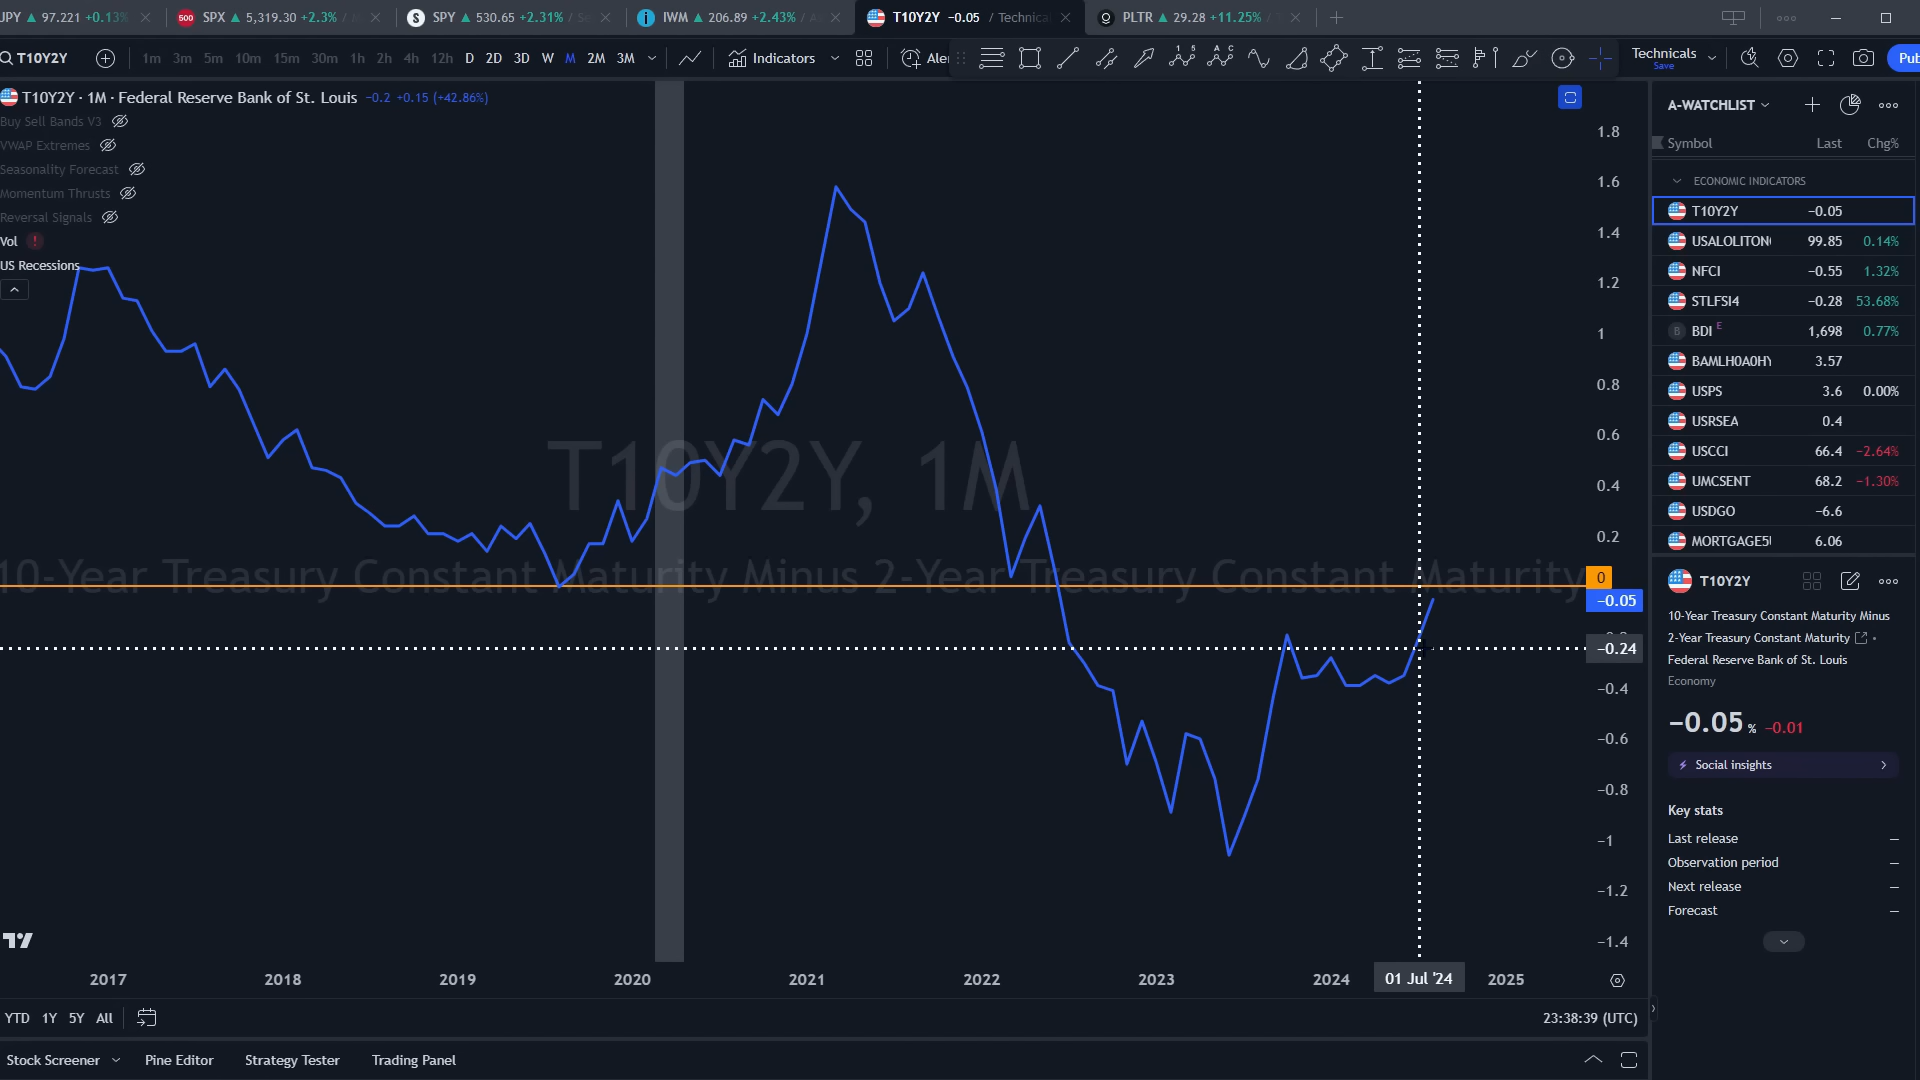 JPY 97.221 +0.13%
500 SPX 5,319.30 +2.3% /
S SPY 530.65 +2.31% /
i IWM 206.89 +2.43% /
T10Y2Y −0.05 / Technica
PLTR 29.28 +11.25% /
T10Y2Y
1m 3m 5m 10m 15m 30m 1h 2h 4h 12h D 2D 3D W M 2M 3M
Indicators
Ale
Technicals
Save
Pub
T10Y2Y · 1M · Federal Reserve Bank of St. Louis −0.2 +0.15 (+42.86%)
Buy Sell Bands V3
VWAP Extremes
Seasonality Forecast
Momentum Thrusts
Reversal Signals
Vol !
US Recessions
T10Y2Y, 1M
10-Year Treasury Constant Maturity Minus 2-Year Treasury Constant Maturity
1.8
1.6
1.4
1.2
1
0.8
0.6
0.4
0.2
0
−0.05
−0.24
−0.4
−0.6
−0.8
−1
−1.2
−1.4
2017 2018 2019 2020 2021 2022 2023 2024 01 Jul '24 2025
YTD 1Y 5Y All
23:38:39 (UTC)
Stock Screener Pine Editor Strategy Tester Trading Panel
A-WATCHLIST
Symbol Last Chg%
ECONOMIC INDICATORS
T10Y2Y −0.05
USALOLITON 99.85 0.14%
NFCI −0.55 1.32%
STLFSI4 −0.28 53.68%
B BDI E 1,698 0.77%
BAMLH0A0HY 3.57
USPS 3.6 0.00%
USRSEA 0.4
USCCI 66.4 −2.64%
UMCSENT 68.2 −1.30%
USDGO −6.6
MORTGAGE5U 6.06
T10Y2Y
10-Year Treasury Constant Maturity Minus
2-Year Treasury Constant Maturity
Federal Reserve Bank of St. Louis
Economy
−0.05 % −0.01
Social insights
Key stats
Last release —
Observation period —
Next release —
Forecast —